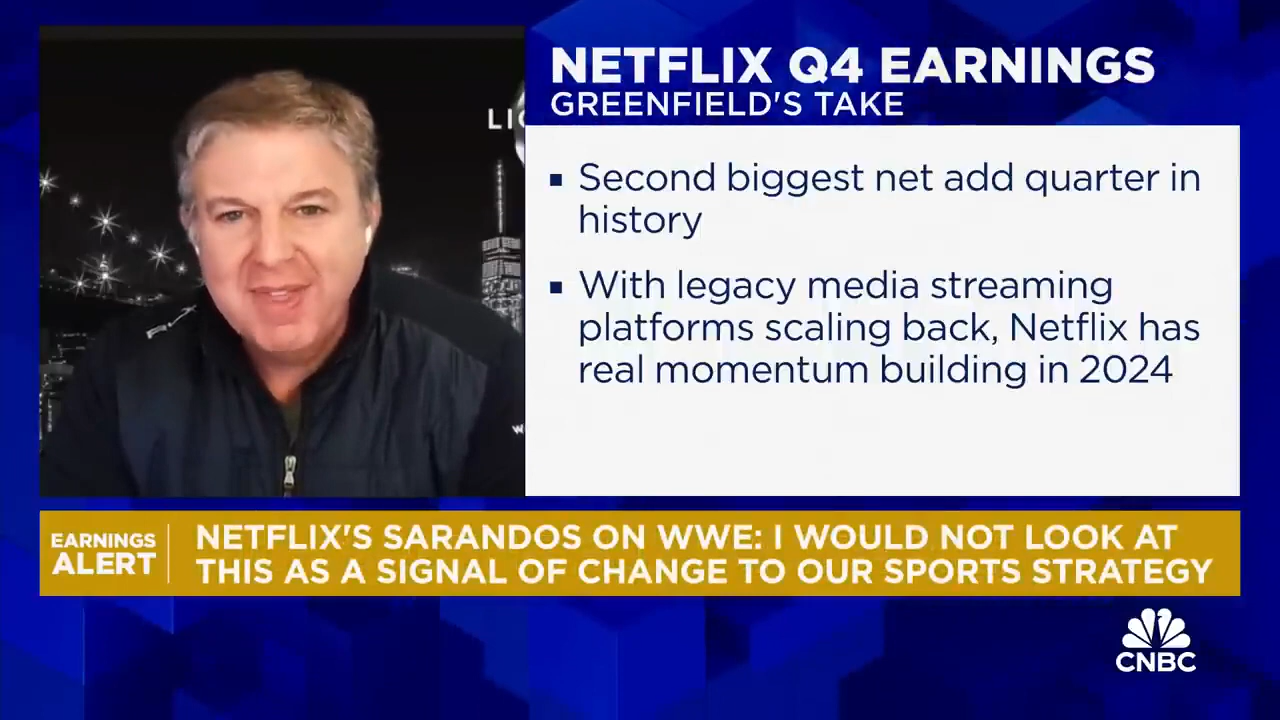 NETFLIX Q4 EARNINGS
GREENFIELD'S TAKE
LIG
▪ Second biggest net add quarter in
history
▪ With legacy media streaming
platforms scaling back, Netflix has
real momentum building in 2024
EARNINGS
ALERT
NETFLIX'S SARANDOS ON WWE: I WOULD NOT LOOK AT
THIS AS A SIGNAL OF CHANGE TO OUR SPORTS STRATEGY
CNBC